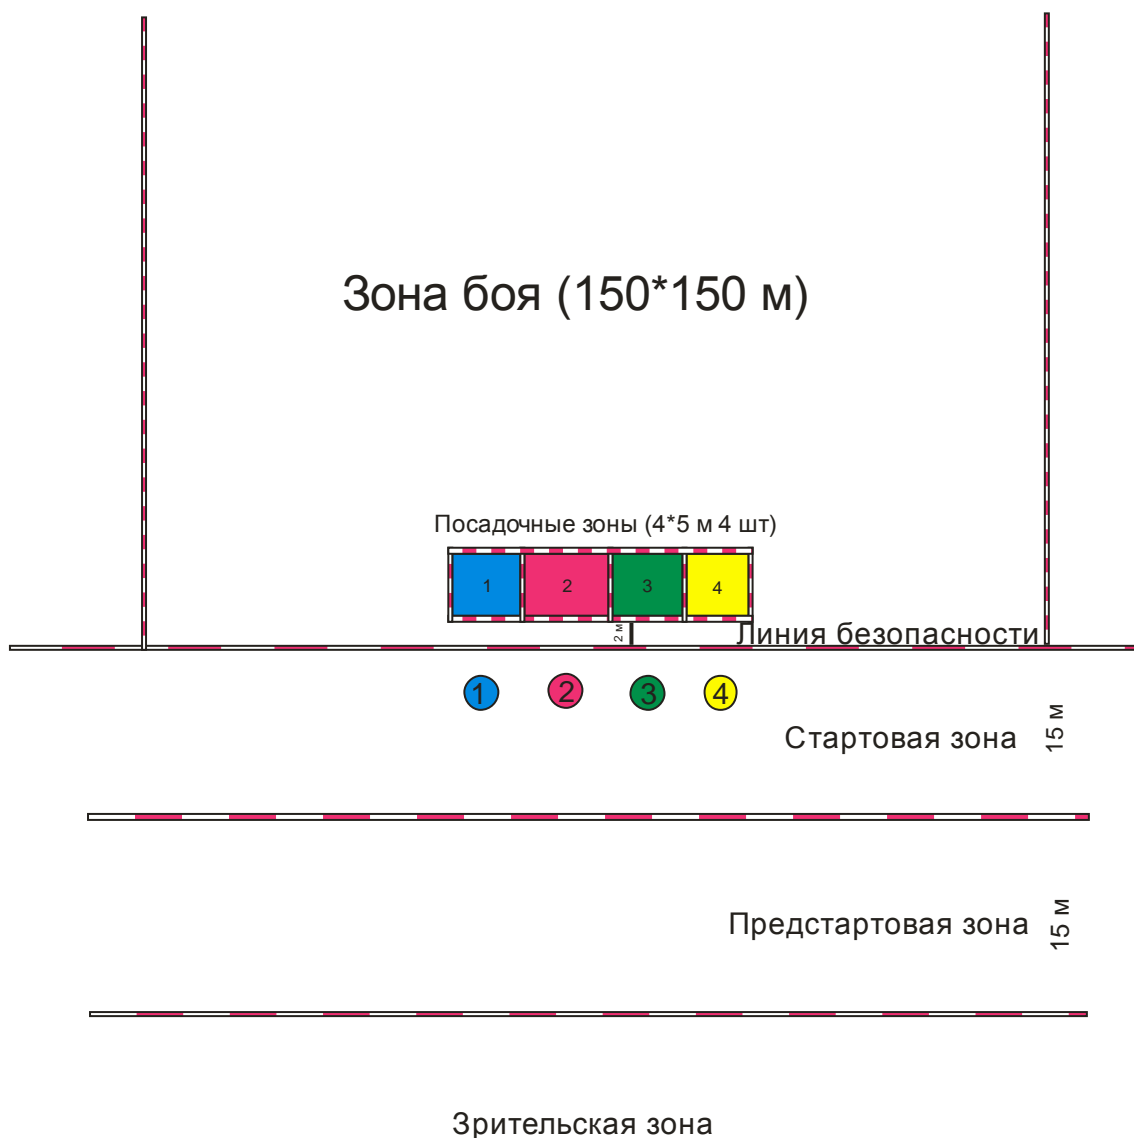 Зона боя (150*150 м)
Посадочные зоны (4*5 м 4 шт)
1
2
3
4
2 м
Линия безопасности
1
2
3
4
Стартовая зона
15 м
Предстартовая зона
15 м
Зрительская зона